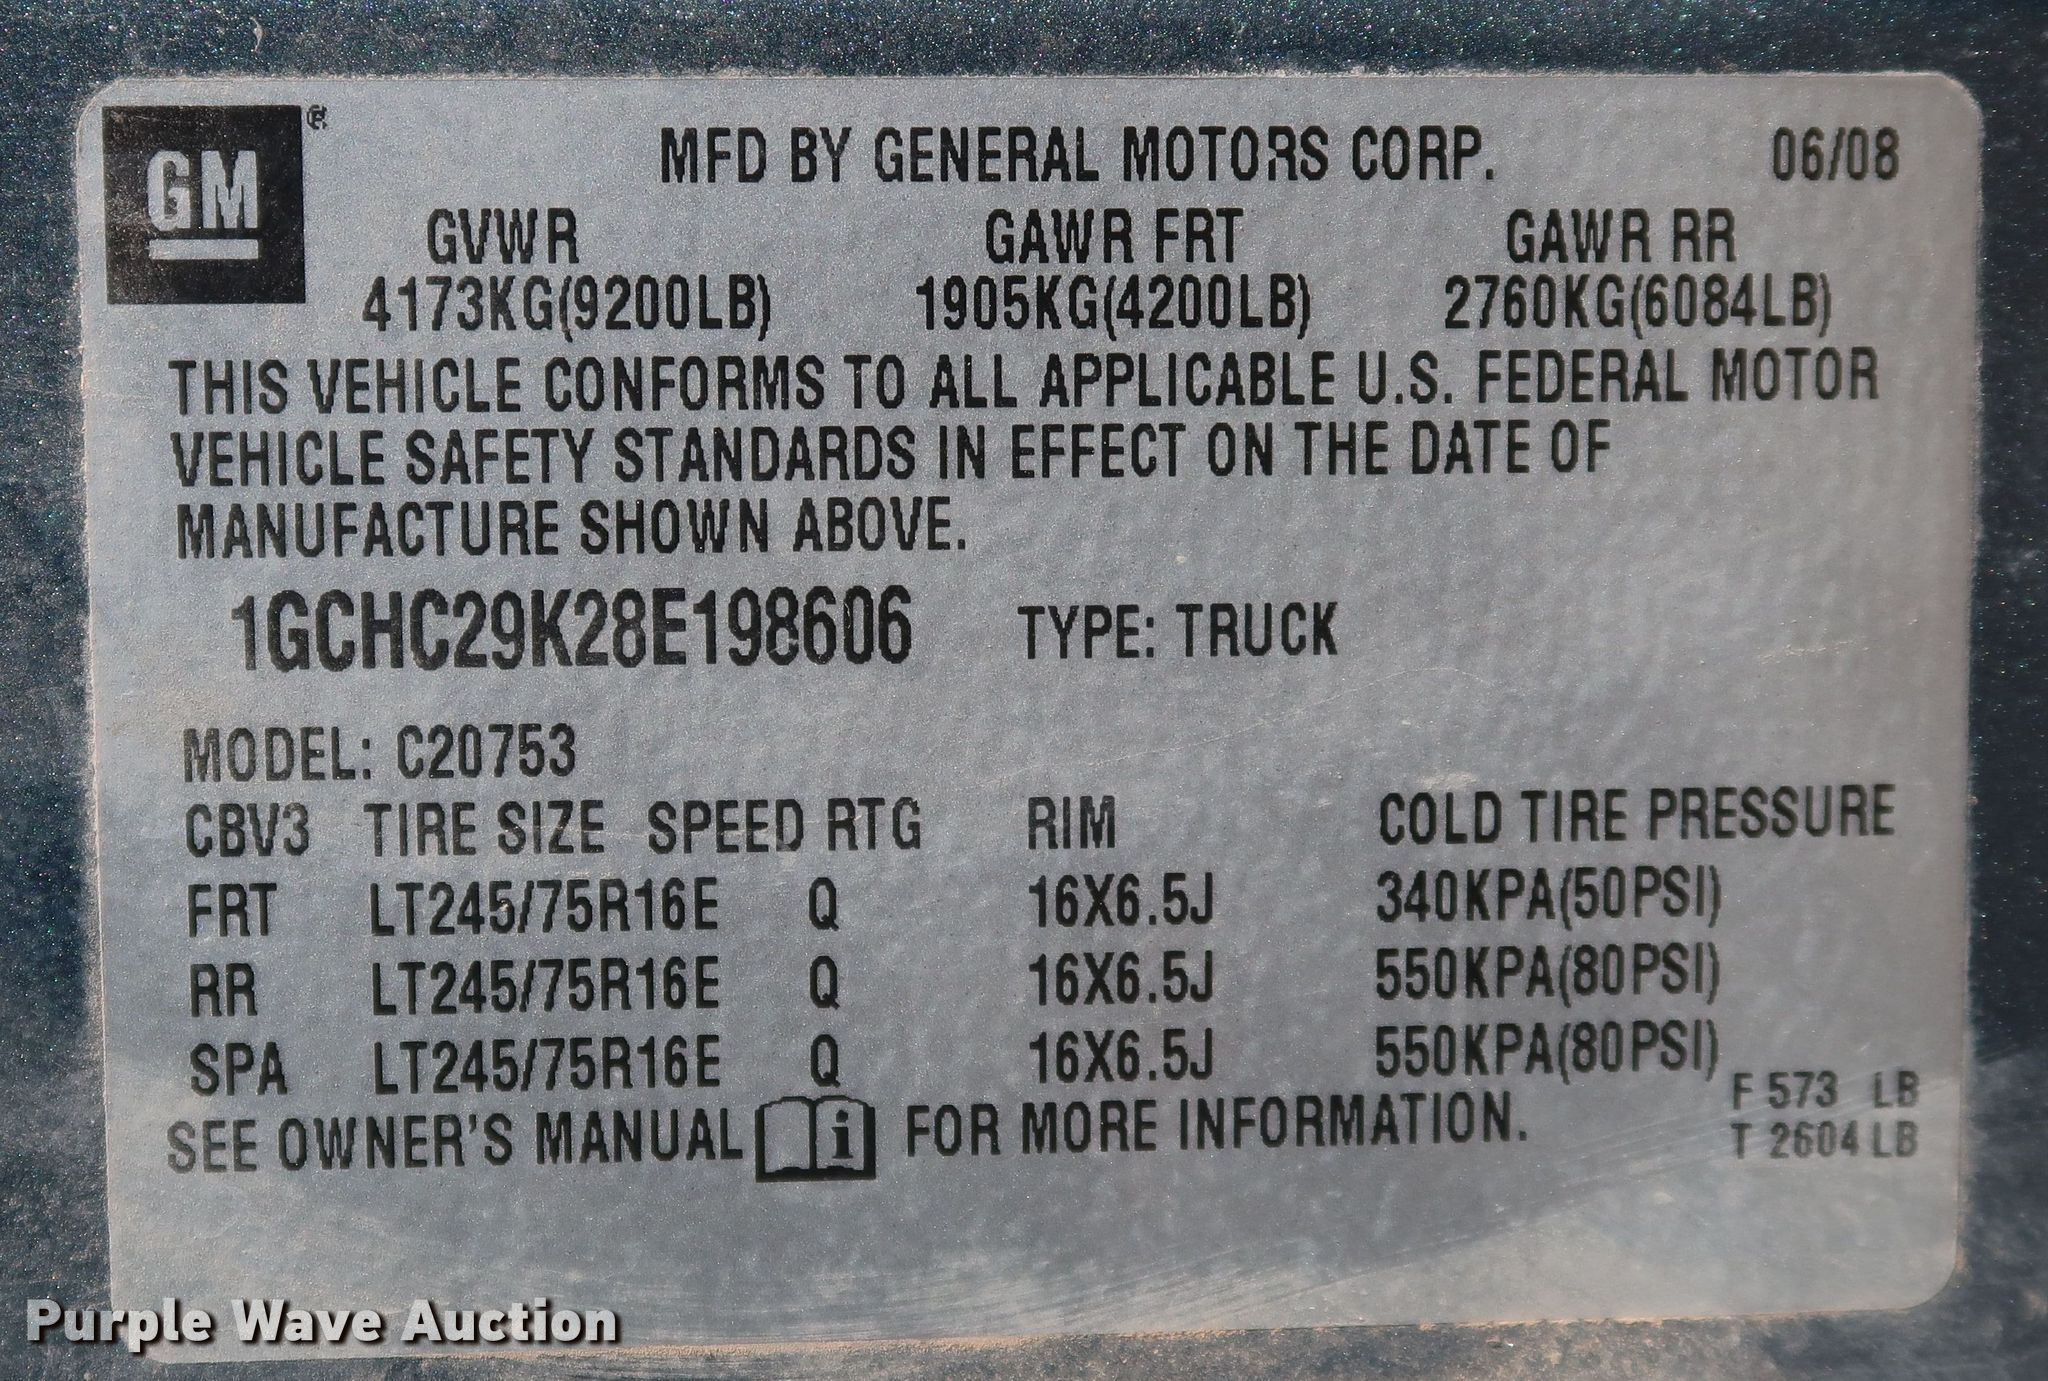 GM ®
MFD BY GENERAL MOTORS CORP. 06/08
GVWR GAWR FRT GAWR RR
4173KG(9200LB) 1905KG(4200LB) 2760KG(6084LB)
THIS VEHICLE CONFORMS TO ALL APPLICABLE U.S. FEDERAL MOTOR
VEHICLE SAFETY STANDARDS IN EFFECT ON THE DATE OF
MANUFACTURE SHOWN ABOVE.
1GCHC29K28E198606 TYPE: TRUCK
MODEL: C20753
CBV3 TIRE SIZE SPEED RTG RIM COLD TIRE PRESSURE
FRT LT245/75R16E Q 16X6.5J 340KPA(50PSI)
RR LT245/75R16E Q 16X6.5J 550KPA(80PSI)
SPA LT245/75R16E Q 16X6.5J 550KPA(80PSI)
F 573 LB
SEE OWNER'S MANUAL i FOR MORE INFORMATION. T 2604 LB
Purple Wave Auction